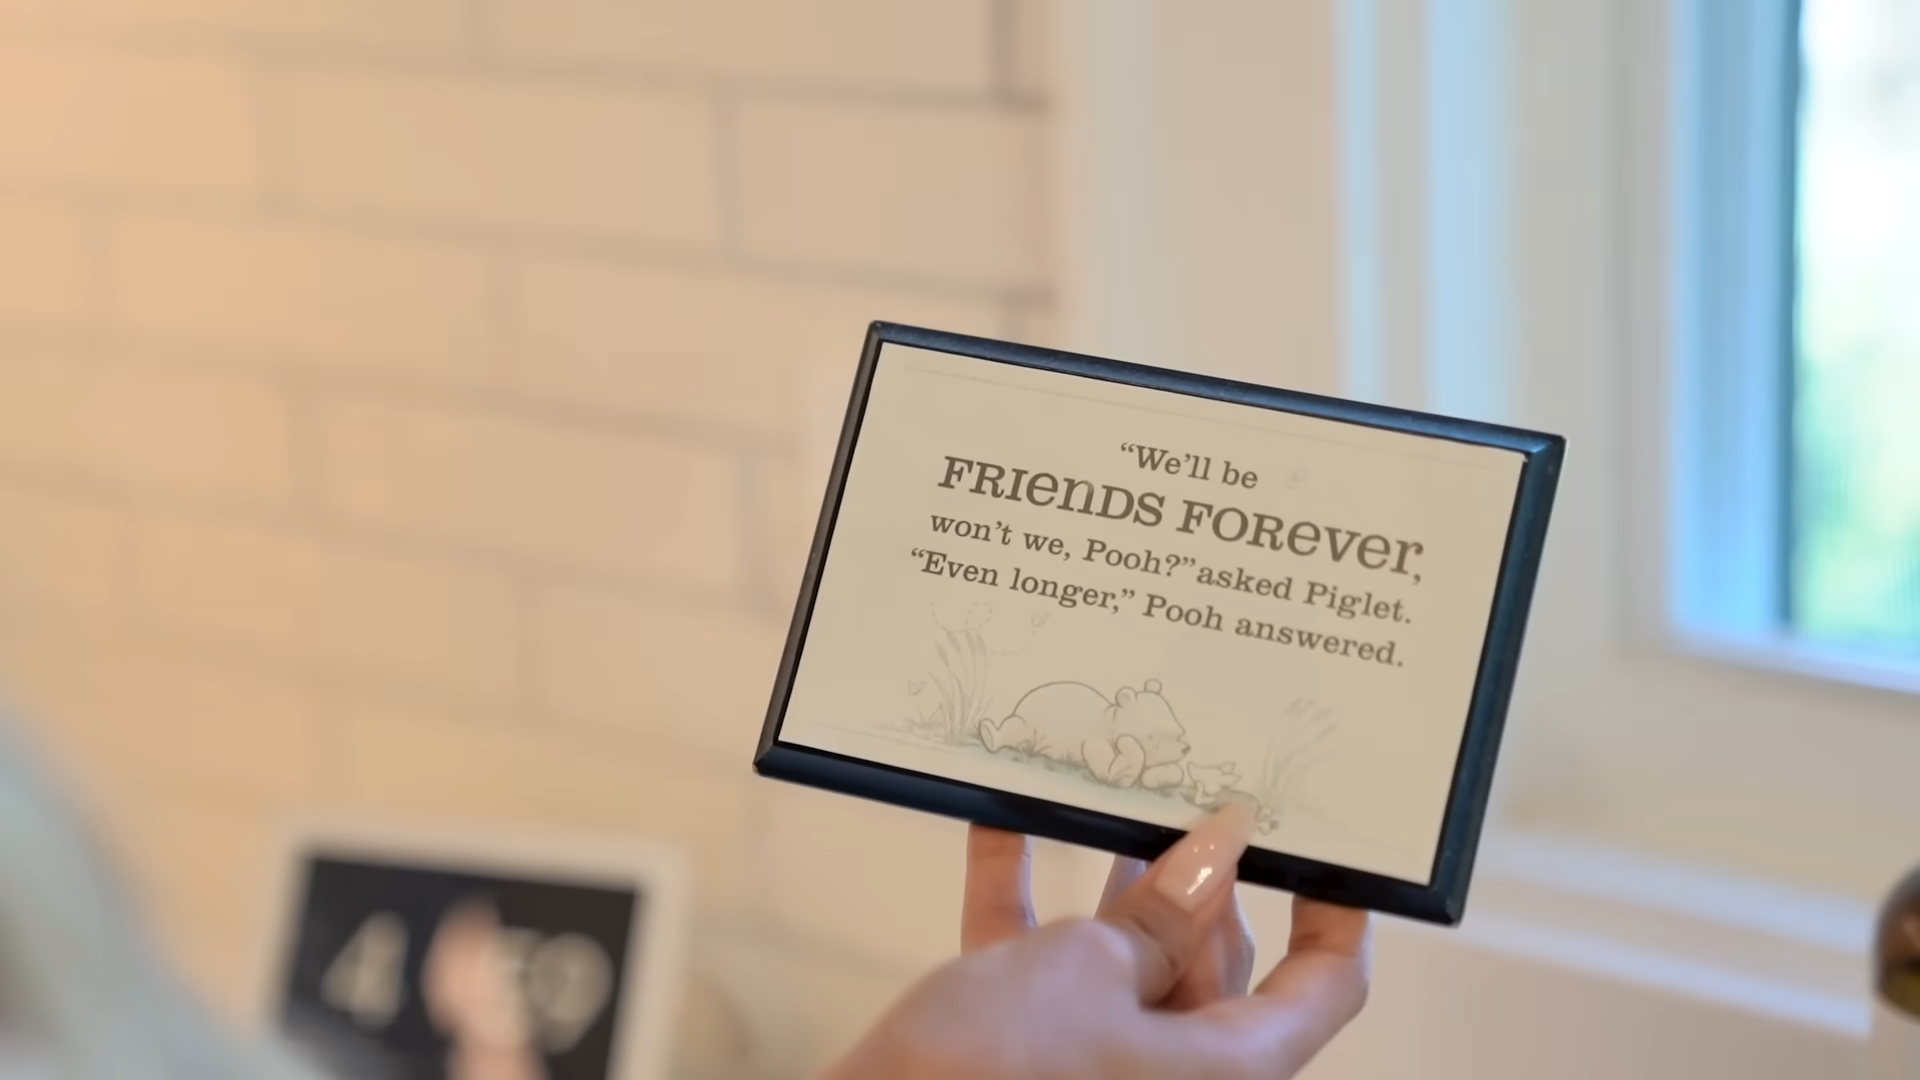 “We’ll be
FRIENDS FOREVER,
won’t we, Pooh?” asked Piglet.
“Even longer,” Pooh answered.